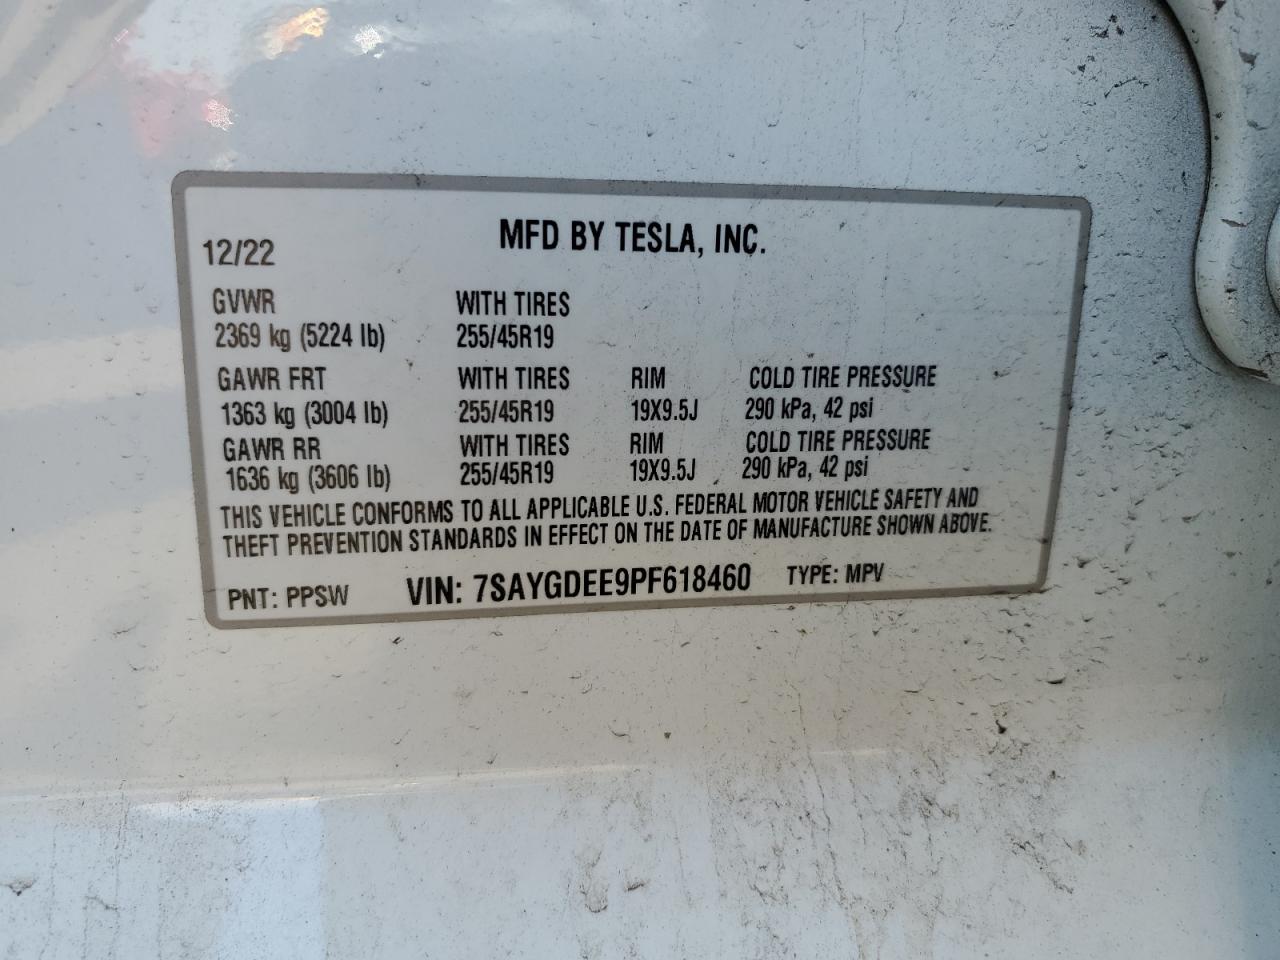 MFD BY TESLA, INC.
12/22
GVWR WITH TIRES
2369 kg (5224 lb) 255/45R19
GAWR FRT WITH TIRES RIM COLD TIRE PRESSURE
1363 kg (3004 lb) 255/45R19 19X9.5J 290 kPa, 42 psi
GAWR RR WITH TIRES RIM COLD TIRE PRESSURE
1636 kg (3606 lb) 255/45R19 19X9.5J 290 kPa, 42 psi
THIS VEHICLE CONFORMS TO ALL APPLICABLE U.S. FEDERAL MOTOR VEHICLE SAFETY AND
THEFT PREVENTION STANDARDS IN EFFECT ON THE DATE OF MANUFACTURE SHOWN ABOVE.
PNT: PPSW VIN: 7SAYGDEE9PF618460 TYPE: MPV